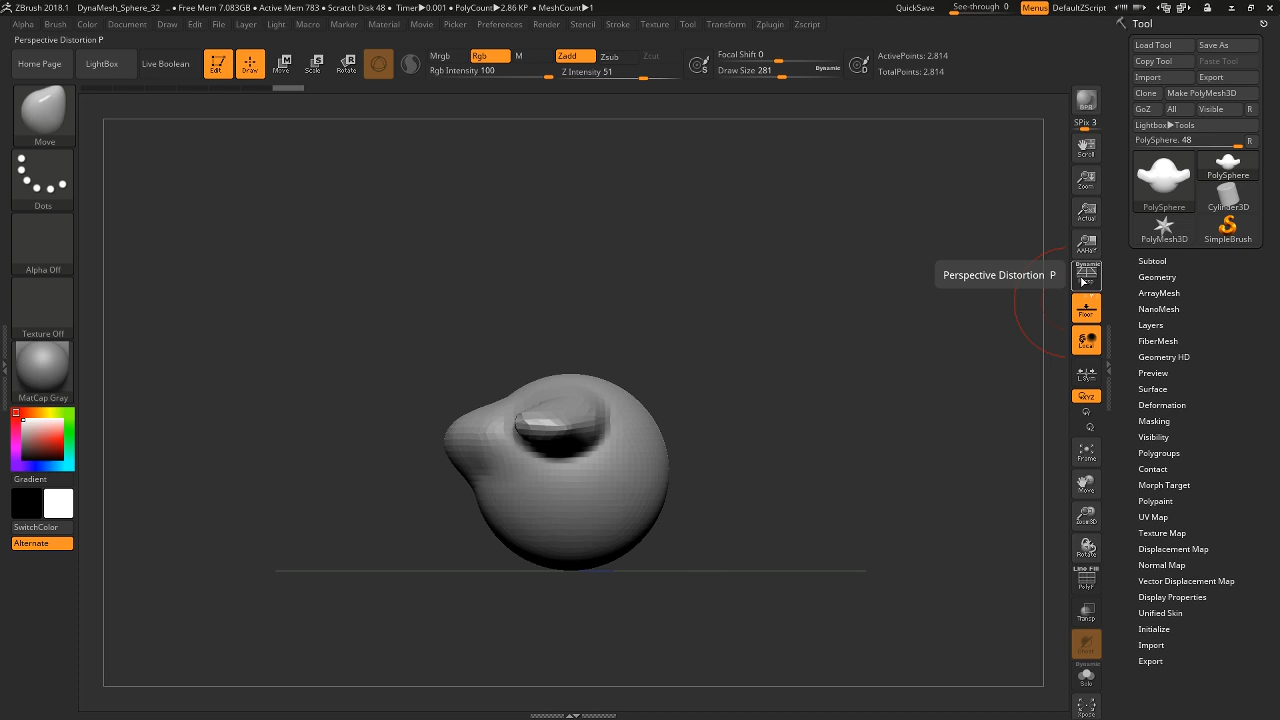 ZBrush 2018.1 DynaMesh_Sphere_32 • Free Mem 7.083GB • Active Mem 783 • Scratch Disk 48 • Timer▶0.001 • PolyCount▶2.86 KP • MeshCount▶1 QuickSave See-through 0 Menus DefaultZScript
Alpha Brush Color Document Draw Edit File Layer Light Macro Marker Material Movie Picker Preferences Render Stencil Stroke Texture Tool Transform Zplugin Zscript
Perspective Distortion P
Home Page LightBox Live Boolean Edit Draw Move Scale Rotate
Mrgb Rgb M Zadd Zsub Zcut
Rgb Intensity 100 Z Intensity 51
Focal Shift 0
Draw Size 281 Dynamic
ActivePoints: 2,814
TotalPoints: 2,814
Move
Dots
Alpha Off
Texture Off
MatCap Gray
Gradient
SwitchColor
Alternate
Perspective Distortion P
BPR
SPix 3
Scroll
Zoom
Actual
AAHalf
Dynamic
Floor
Local
L.Sym
XYZ
Frame
Move
Zoom3D
Rotate
Line Fill
PolyF
Transp
Dynamic
Solo
Xpose
Tool
Load Tool Save As
Copy Tool Paste Tool
Import Export
Clone Make PolyMesh3D
GoZ All Visible R
Lightbox▶Tools
PolySphere. 48 R
PolySphere
PolySphere Cylinder3D
PolyMesh3D SimpleBrush
Subtool
Geometry
ArrayMesh
NanoMesh
Layers
FiberMesh
Geometry HD
Preview
Surface
Deformation
Masking
Visibility
Polygroups
Contact
Morph Target
Polypaint
UV Map
Texture Map
Displacement Map
Normal Map
Vector Displacement Map
Display Properties
Unified Skin
Initialize
Import
Export